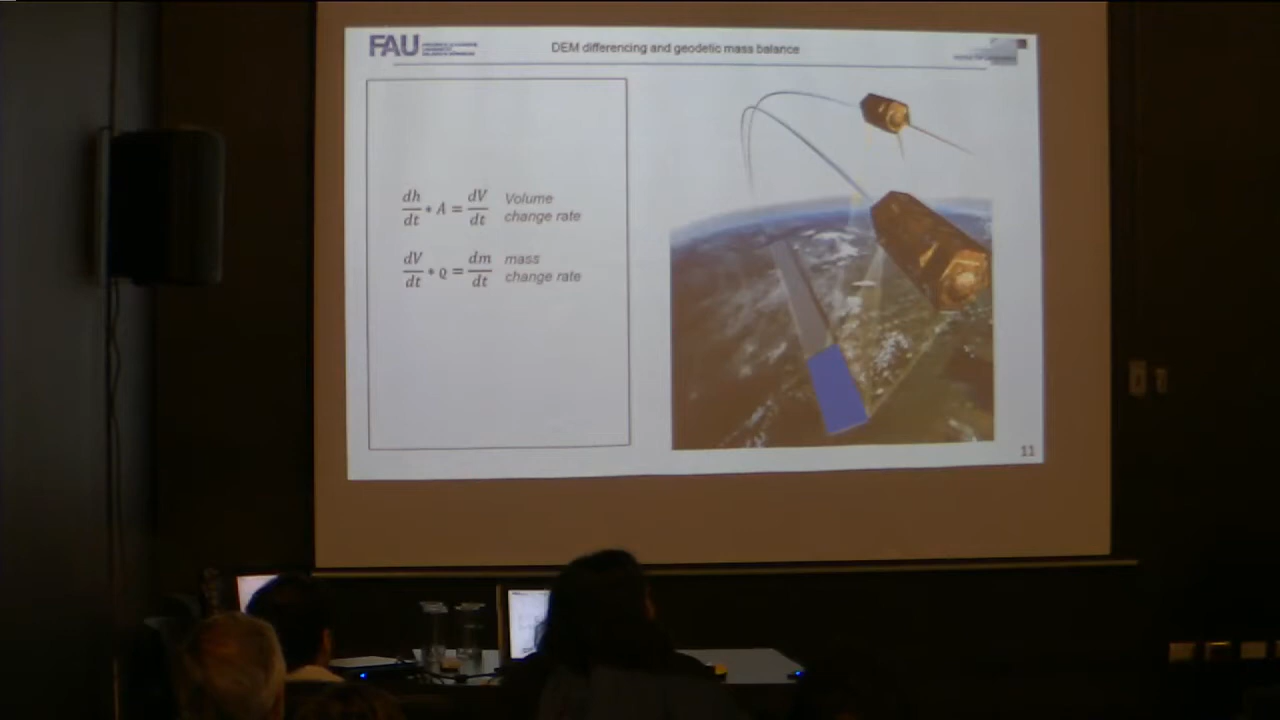 FAU
DEM differencing and geodetic mass balance
dh/dt * A = dV/dt Volume
change rate
dV/dt * ϱ = dm/dt mass
change rate
11